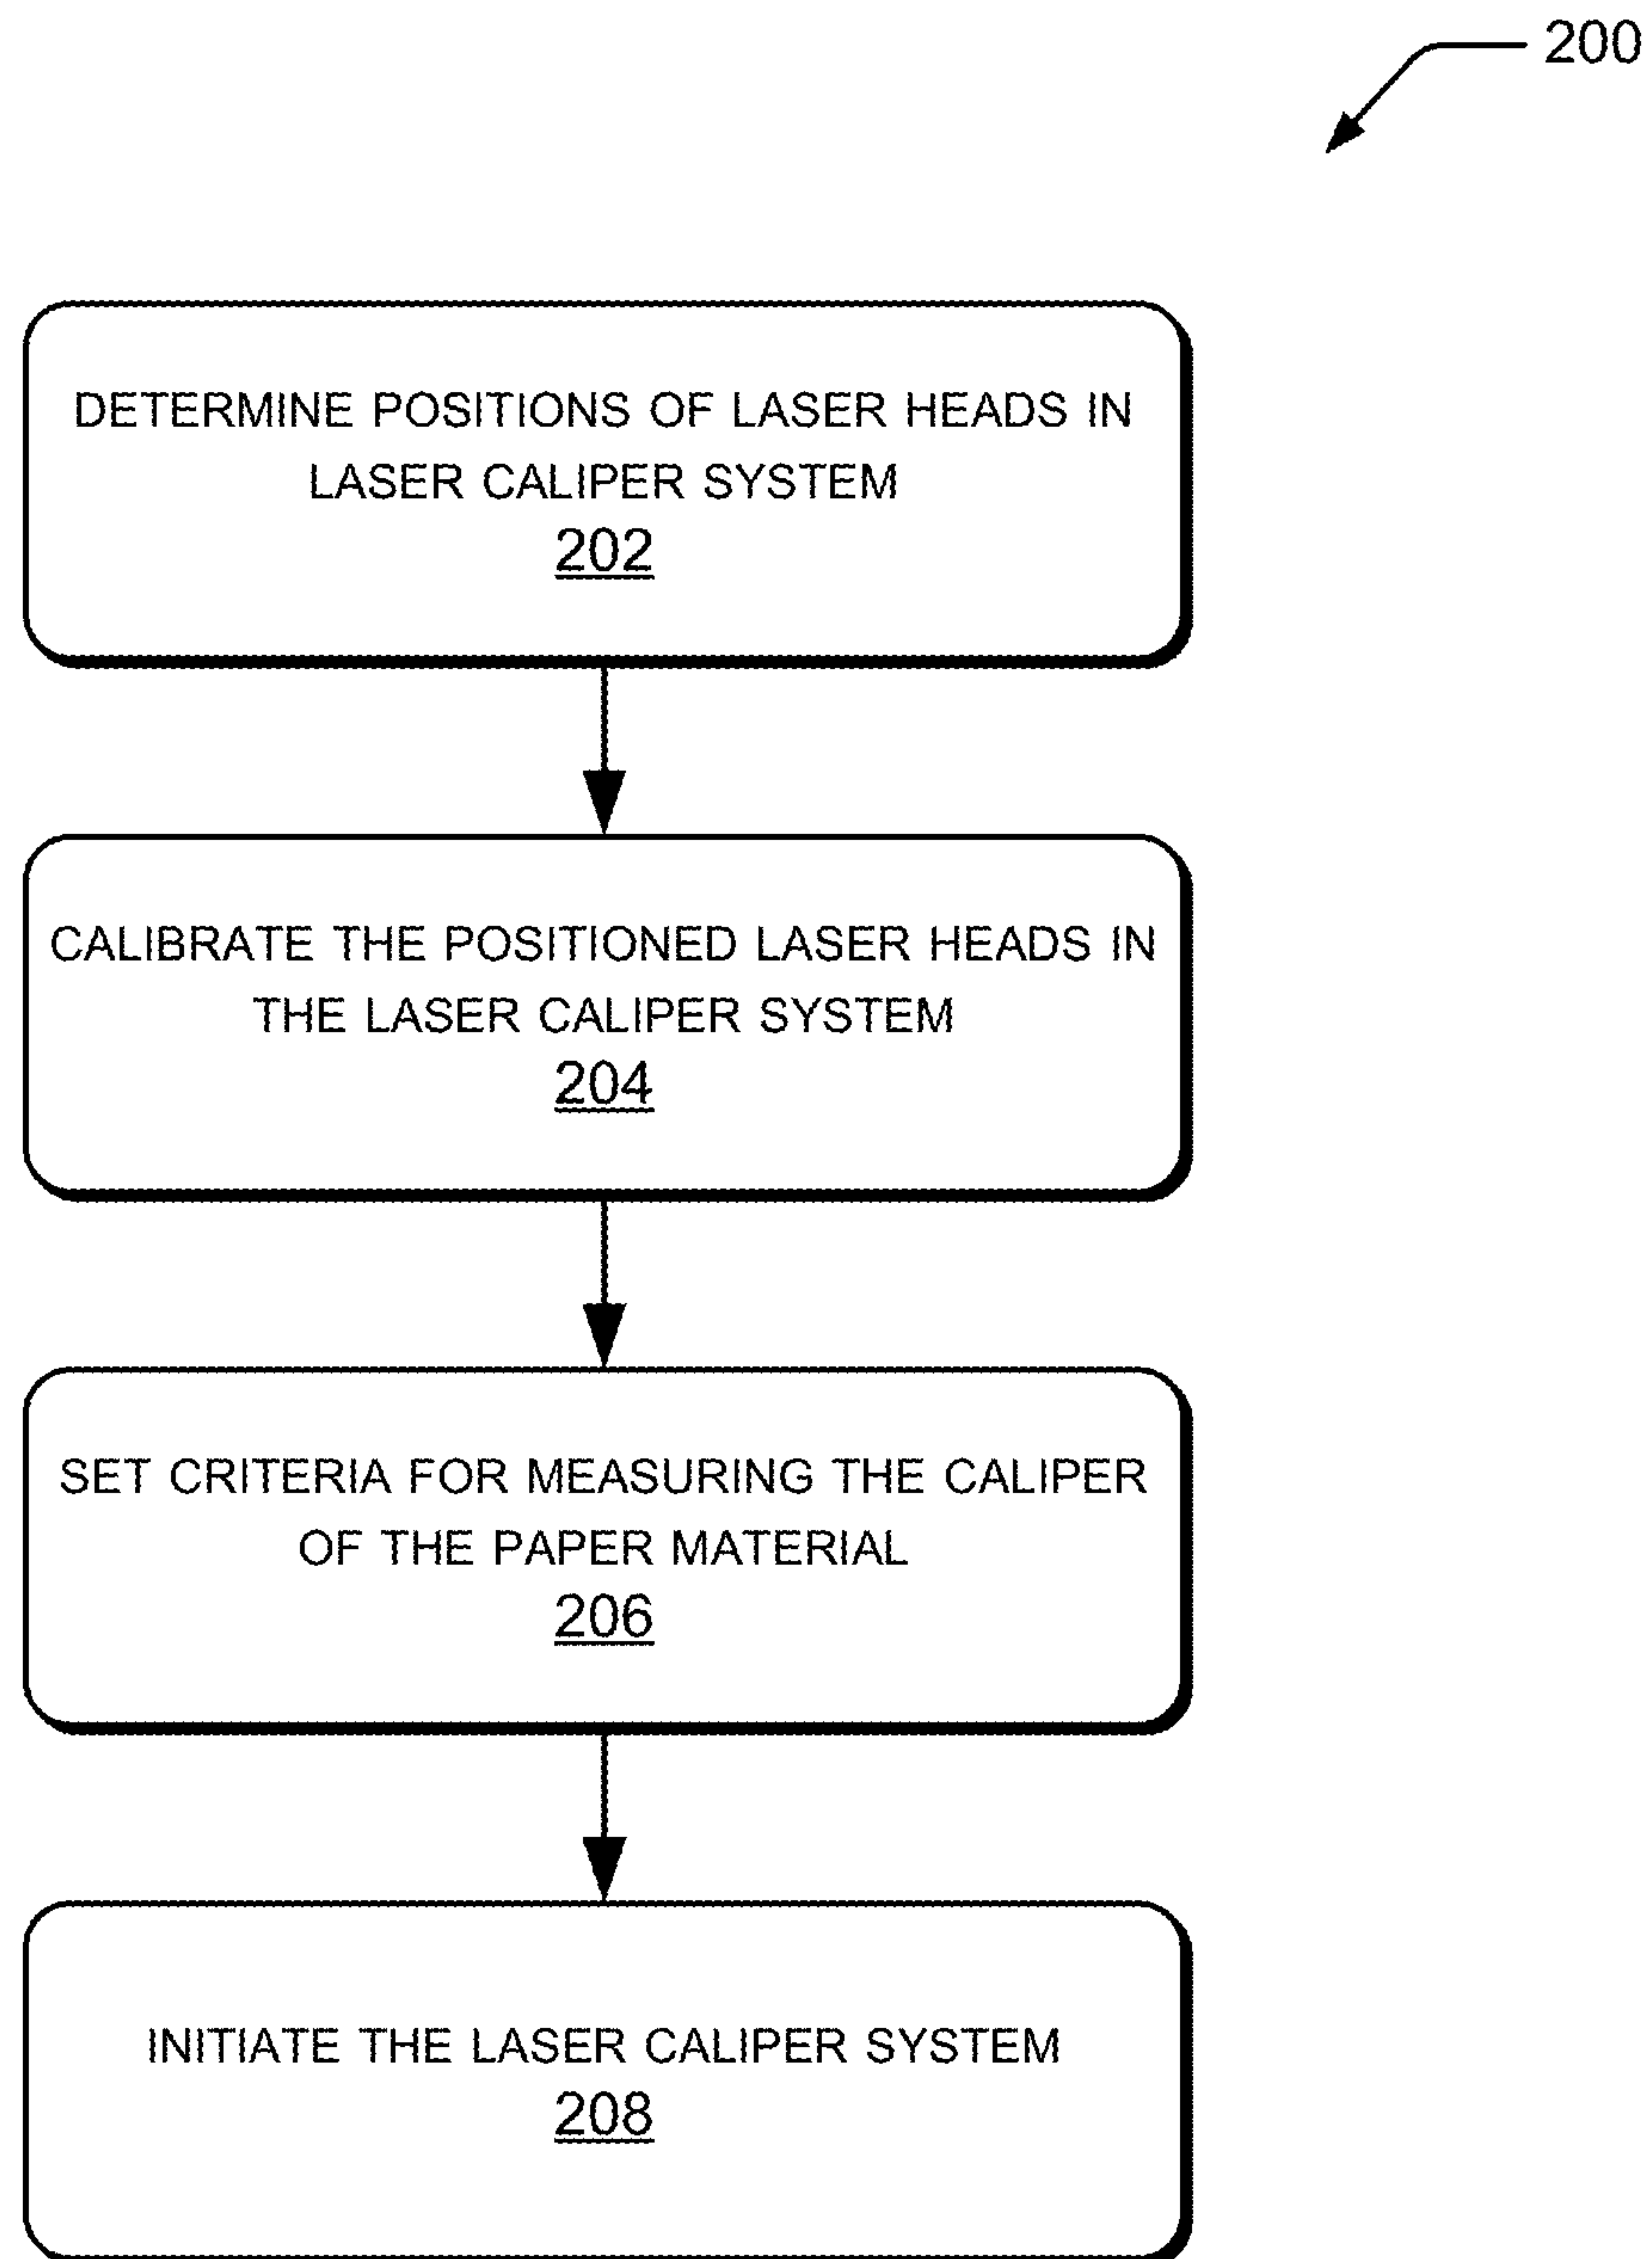 200
DETERMINE POSITIONS OF LASER HEADS IN
LASER CALIPER SYSTEM
202
CALIBRATE THE POSITIONED LASER HEADS IN
THE LASER CALIPER SYSTEM
204
SET CRITERIA FOR MEASURING THE CALIPER
OF THE PAPER MATERIAL
206
INITIATE THE LASER CALIPER SYSTEM
208